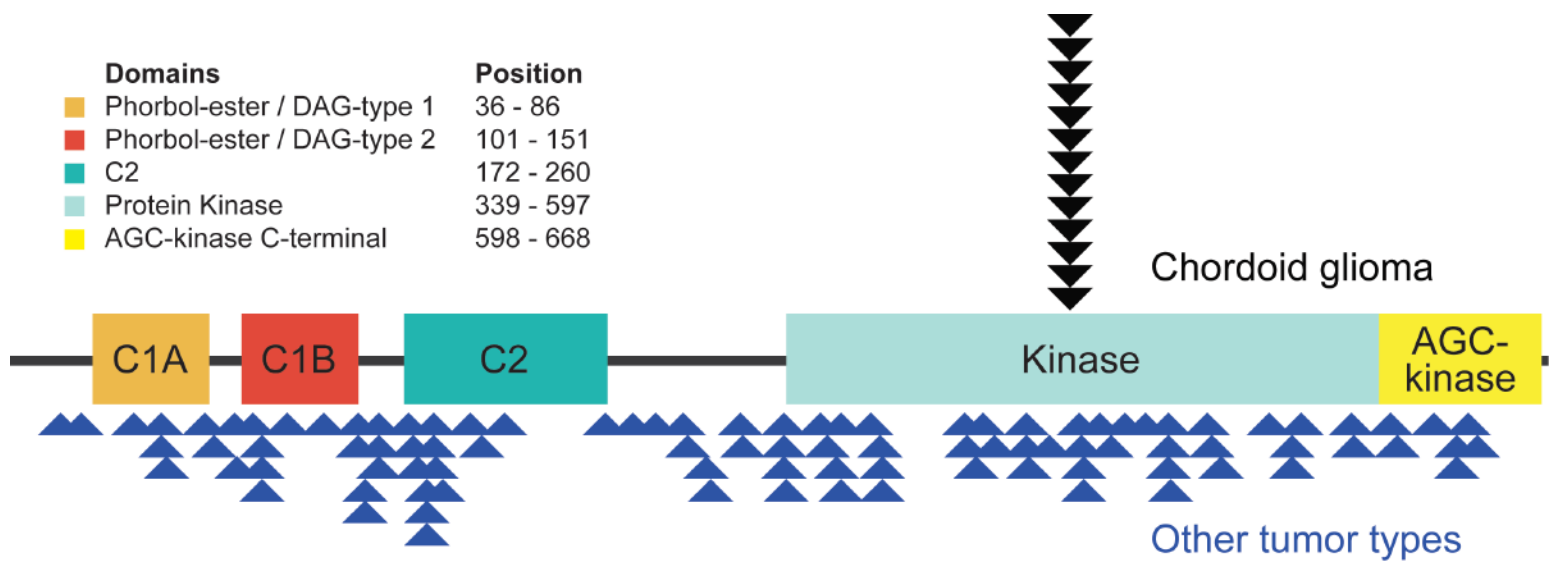 Domains Position
Phorbol-ester / DAG-type 1 36 - 86
Phorbol-ester / DAG-type 2 101 - 151
C2 172 - 260
Protein Kinase 339 - 597
AGC-kinase C-terminal 598 - 668
Chordoid glioma
C1A C1B C2 Kinase AGC-
kinase
Other tumor types